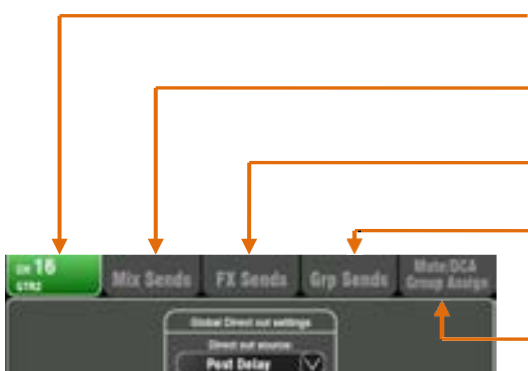 CH 16
GTR2
Mix Sends
FX Sends
Grp Sends
Mute/DCA
Group Assign
Global Direct out settings
Direct out source
Post Delay